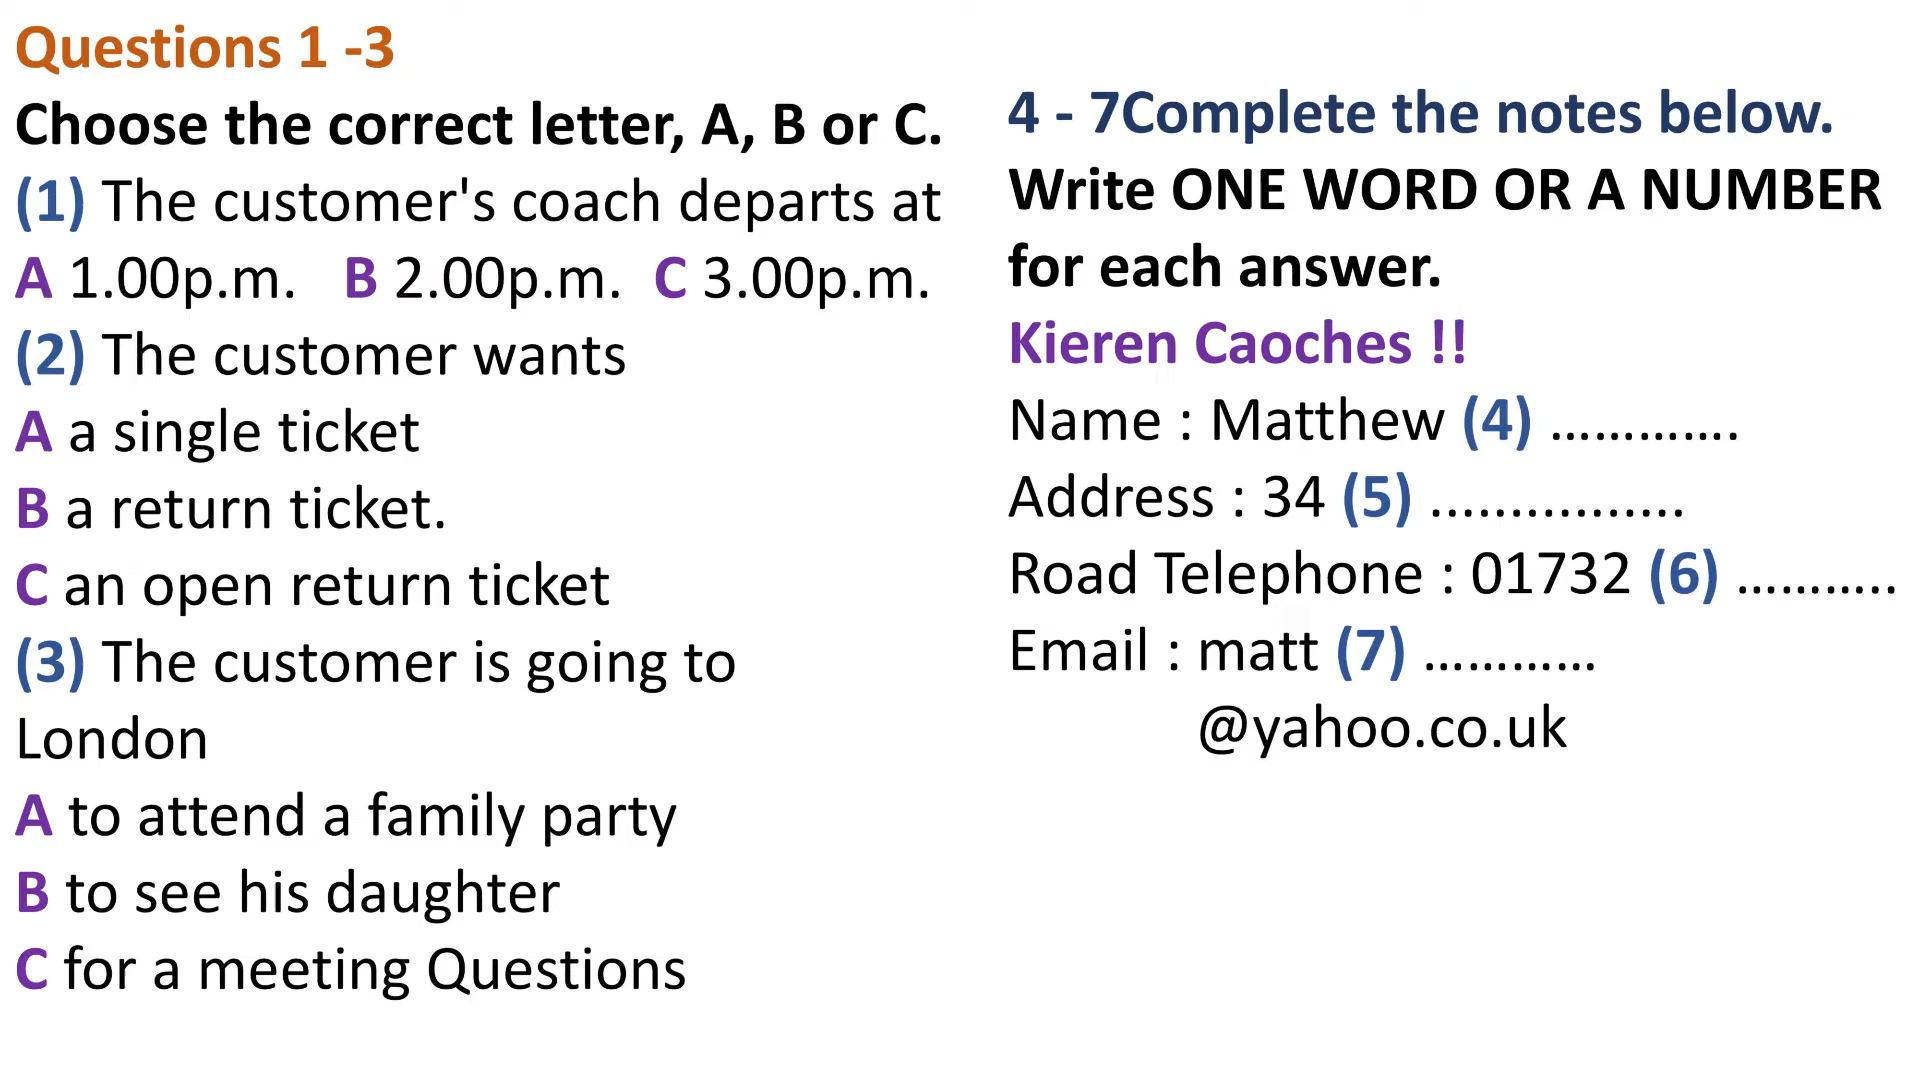 Questions 1 -3
Choose the correct letter, A, B or C.
(1) The customer's coach departs at
A 1.00p.m. B 2.00p.m. C 3.00p.m.
(2) The customer wants
A a single ticket
B a return ticket.
C an open return ticket
(3) The customer is going to
London
A to attend a family party
B to see his daughter
C for a meeting Questions
4 - 7Complete the notes below.
Write ONE WORD OR A NUMBER
for each answer.
Kieren Caoches !!
Name : Matthew (4) ………….
Address : 34 (5) ................
Road Telephone : 01732 (6) ………..
Email : matt (7) …………
@yahoo.co.uk